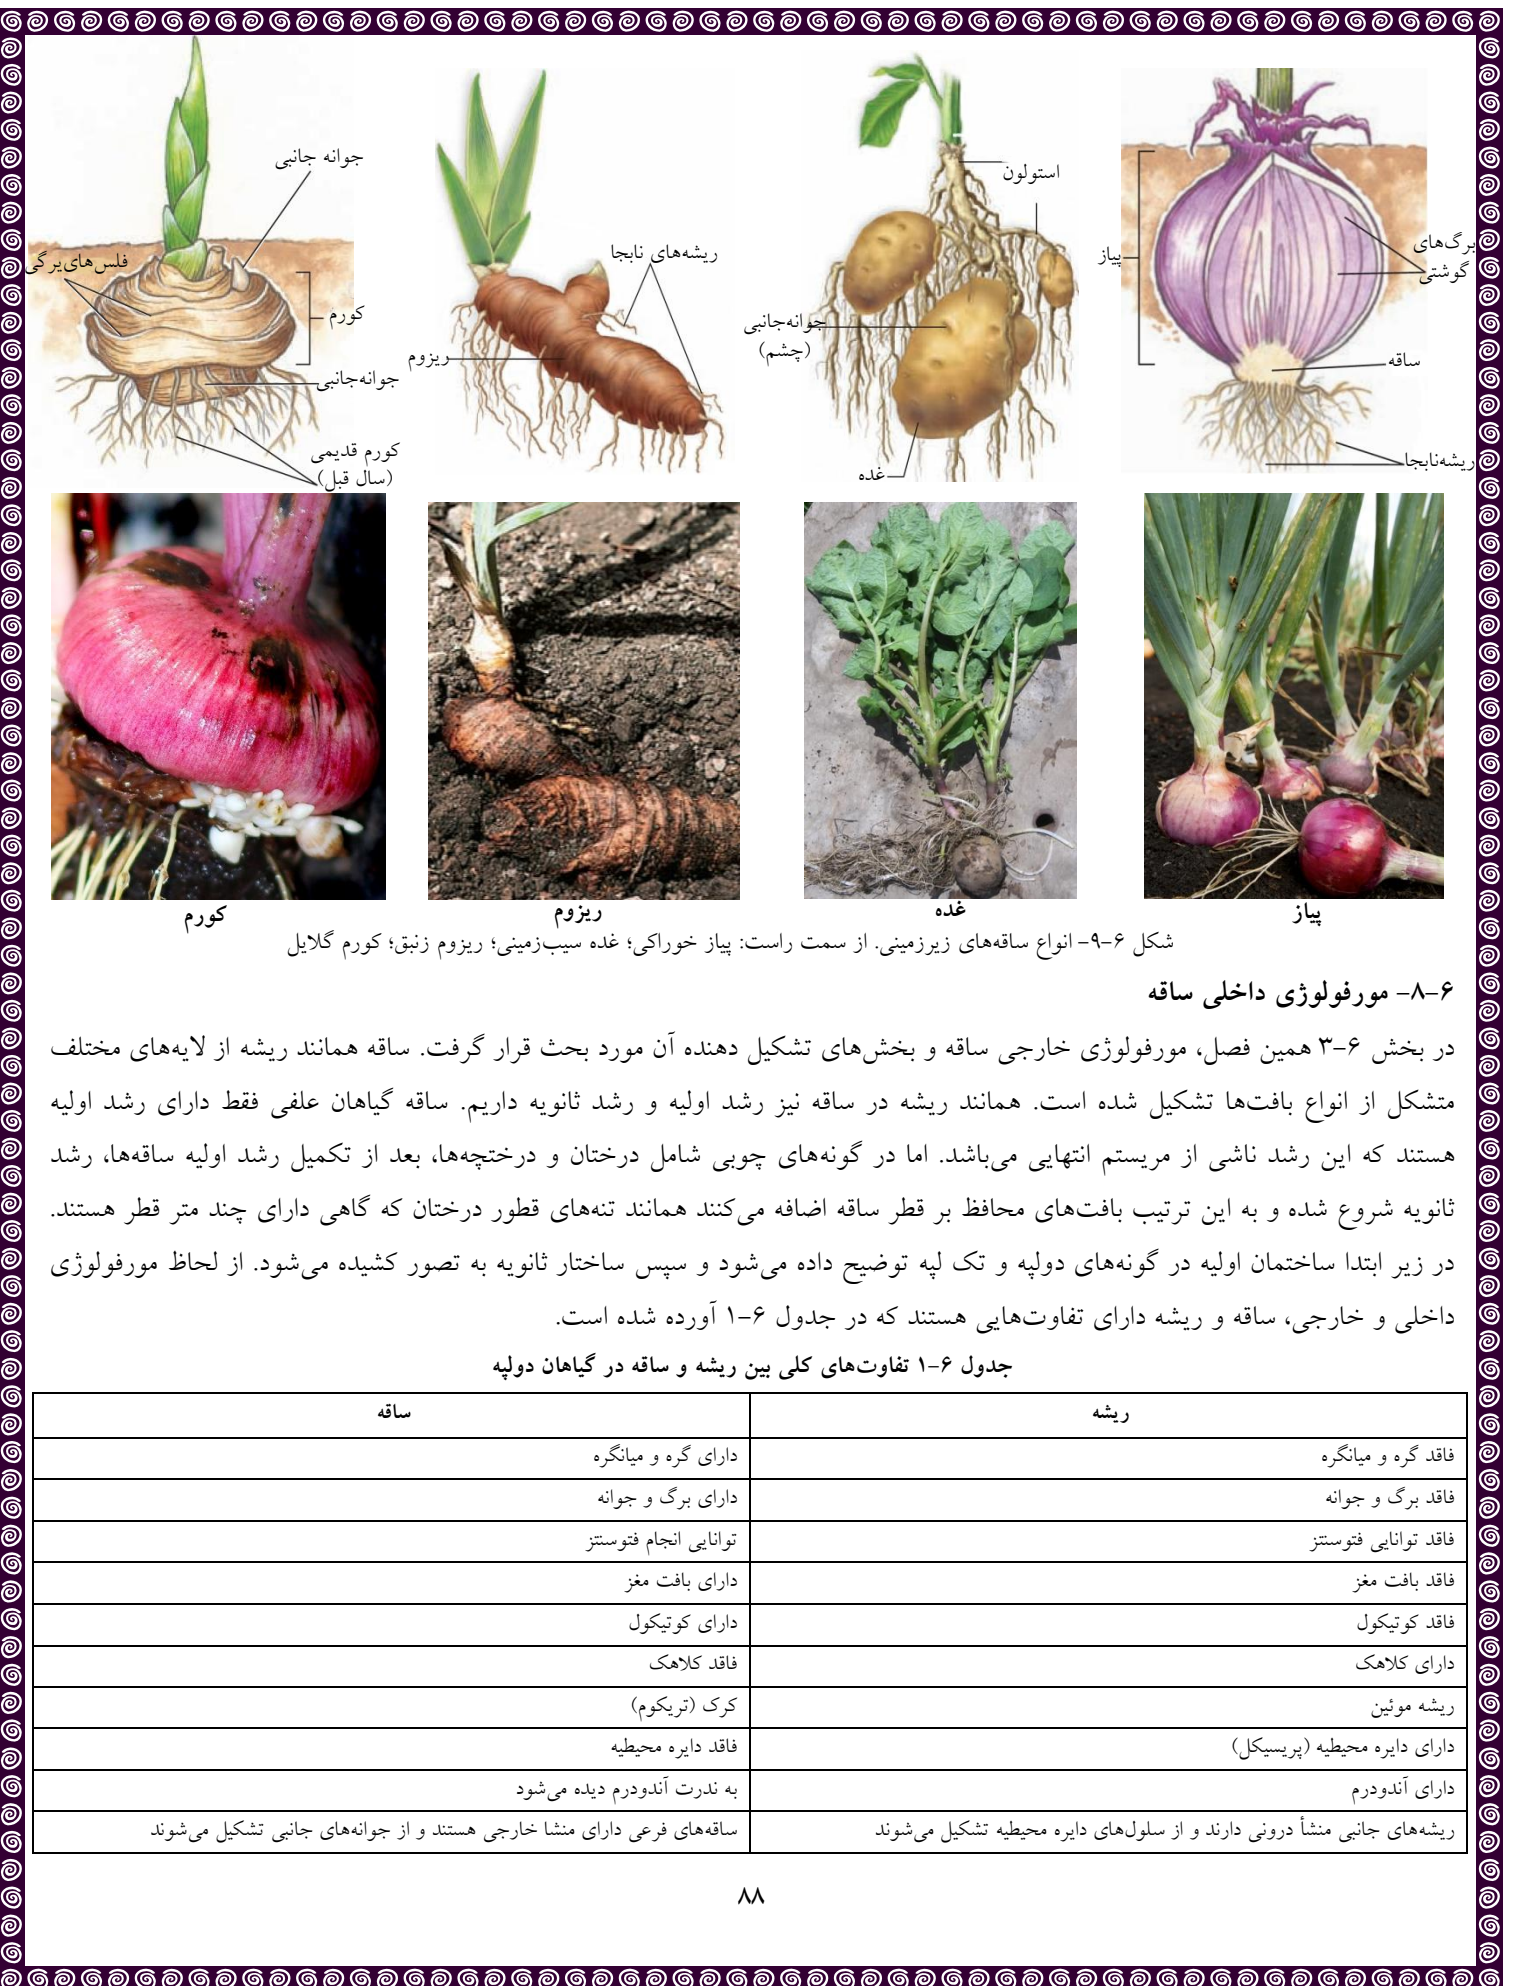 برگ‌های
گوشتی
پیاز
ساقه
ریشه‌نابجا
استولون
جوانه‌جانبی
(چشم)
غده
ریشه‌های نابجا
ریزوم
جوانه جانبی
فلس‌های‌برگی
کورم
جوانه‌جانبی
کورم قدیمی
(سال قبل)
پیاز
غده
ریزوم
کورم
شکل ۶-۹- انواع ساقه‌های زیرزمینی. از سمت راست: پیاز خوراکی؛ غده سیب‌زمینی؛ ریزوم زنبق؛ کورم گلایل
۶-۸- مورفولوژی داخلی ساقه
در بخش ۶-۳ همین فصل، مورفولوژی خارجی ساقه و بخش‌های تشکیل دهنده آن مورد بحث قرار گرفت. ساقه همانند ریشه از لایه‌های مختلف
متشکل از انواع بافت‌ها تشکیل شده است. همانند ریشه در ساقه نیز رشد اولیه و رشد ثانویه داریم. ساقه گیاهان علفی فقط دارای رشد اولیه
هستند که این رشد ناشی از مریستم انتهایی می‌باشد. اما در گونه‌های چوبی شامل درختان و درختچه‌ها، بعد از تکمیل رشد اولیه ساقه‌ها، رشد
ثانویه شروع شده و به این ترتیب بافت‌های محافظ بر قطر ساقه اضافه می‌کنند همانند تنه‌های قطور درختان که گاهی دارای چند متر قطر هستند.
در زیر ابتدا ساختمان اولیه در گونه‌های دولپه و تک لپه توضیح داده می‌شود و سپس ساختار ثانویه به تصور کشیده می‌شود. از لحاظ مورفولوژی
داخلی و خارجی، ساقه و ریشه دارای تفاوت‌هایی هستند که در جدول ۶-۱ آورده شده است.
جدول ۶-۱ تفاوت‌های کلی بین ریشه و ساقه در گیاهان دولپه
ریشه ساقه
فاقد گره و میانگره دارای گره و میانگره
فاقد برگ و جوانه دارای برگ و جوانه
فاقد توانایی فتوسنتز توانایی انجام فتوسنتز
فاقد بافت مغز دارای بافت مغز
فاقد کوتیکول دارای کوتیکول
دارای کلاهک فاقد کلاهک
ریشه موئین کرک (تریکوم)
دارای دایره محیطیه (پریسیکل) فاقد دایره محیطیه
دارای آندودرم به ندرت آندودرم دیده می‌شود
ریشه‌های جانبی منشأ درونی دارند و از سلول‌های دایره محیطیه تشکیل می‌شوند ساقه‌های فرعی دارای منشا خارجی هستند و از جوانه‌های جانبی تشکیل می‌شوند
۸۸